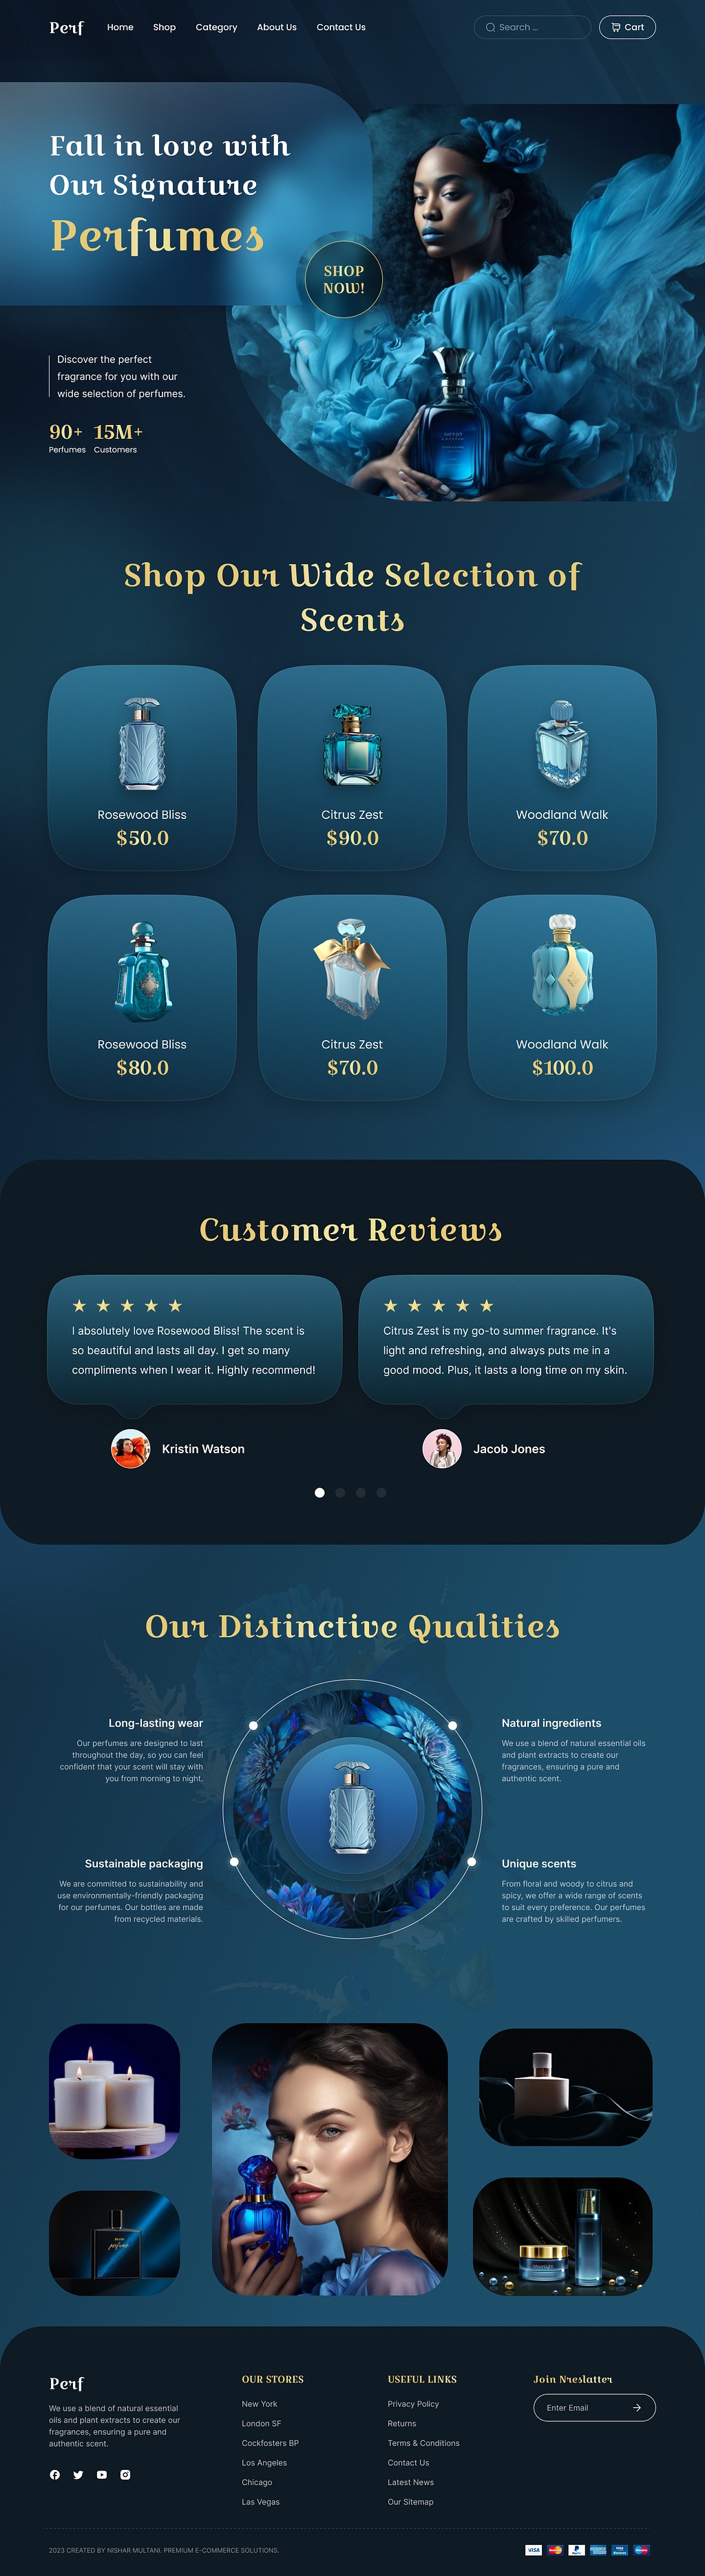 Perf
Home
Shop
Category
About Us
Contact Us
Search ...
Cart
Fall in love with
Our Signature
Perfumes
SHOP
NOW!
Discover the perfect
fragrance for you with our
wide selection of perfumes.
90+ 15M+
Perfumes Customers
Shop Our Wide Selection of
Scents
Rosewood Bliss
$50.0
Citrus Zest
$90.0
Woodland Walk
$70.0
Rosewood Bliss
$80.0
Citrus Zest
$70.0
Woodland Walk
$100.0
Customer Reviews
I absolutely love Rosewood Bliss! The scent is
so beautiful and lasts all day. I get so many
compliments when I wear it. Highly recommend!
Kristin Watson
Citrus Zest is my go-to summer fragrance. It's
light and refreshing, and always puts me in a
good mood. Plus, it lasts a long time on my skin.
Jacob Jones
Our Distinctive Qualities
Long-lasting wear
Our perfumes are designed to last
throughout the day, so you can feel
confident that your scent will stay with
you from morning to night.
Natural ingredients
We use a blend of natural essential oils
and plant extracts to create our
fragrances, ensuring a pure and
authentic scent.
Sustainable packaging
We are committed to sustainability and
use environmentally-friendly packaging
for our perfumes. Our bottles are made
from recycled materials.
Unique scents
From floral and woody to citrus and
spicy, we offer a wide range of scents
to suit every preference. Our perfumes
are crafted by skilled perfumers.
perfume
Moonlight
Perf
We use a blend of natural essential
oils and plant extracts to create our
fragrances, ensuring a pure and
authentic scent.
OUR STORES
New York
London SF
Cockfosters BP
Los Angeles
Chicago
Las Vegas
USEFUL LINKS
Privacy Policy
Returns
Terms & Conditions
Contact Us
Latest News
Our Sitemap
Join Nreslatter
Enter Email
2023 CREATED BY NISHAR MULTANI. PREMIUM E-COMMERCE SOLUTIONS.
VISA